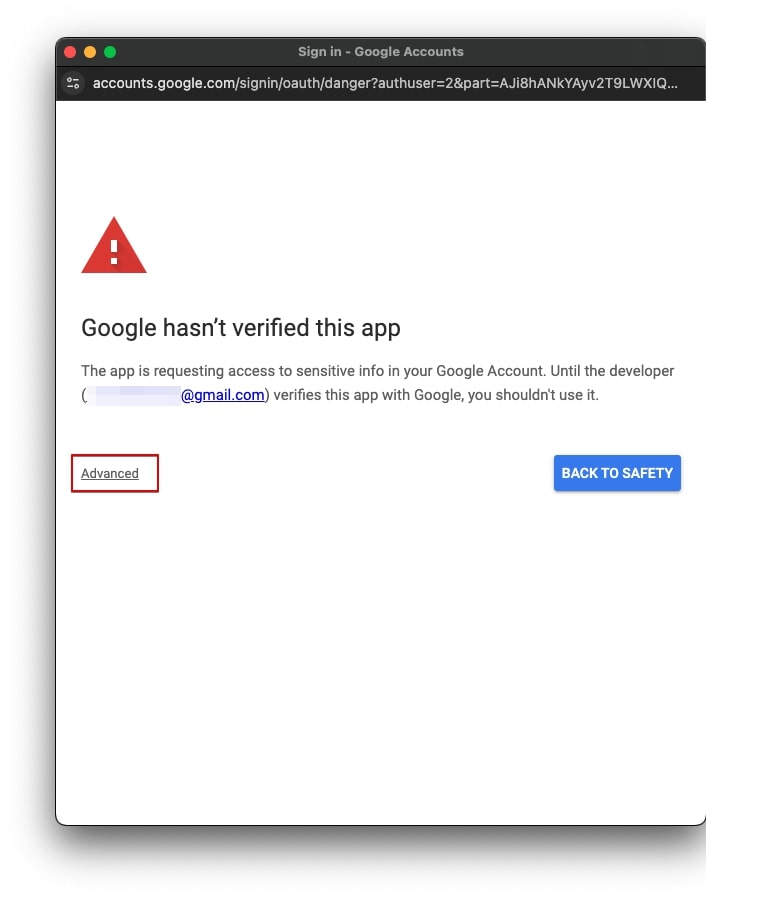 Sign in - Google Accounts
accounts.google.com/signin/oauth/danger?authuser=2&part=AJi8hANkYAyv2T9LWXIQ...
Google hasn’t verified this app
The app is requesting access to sensitive info in your Google Account. Until the developer
(@gmail.com) verifies this app with Google, you shouldn't use it.
Advanced
BACK TO SAFETY